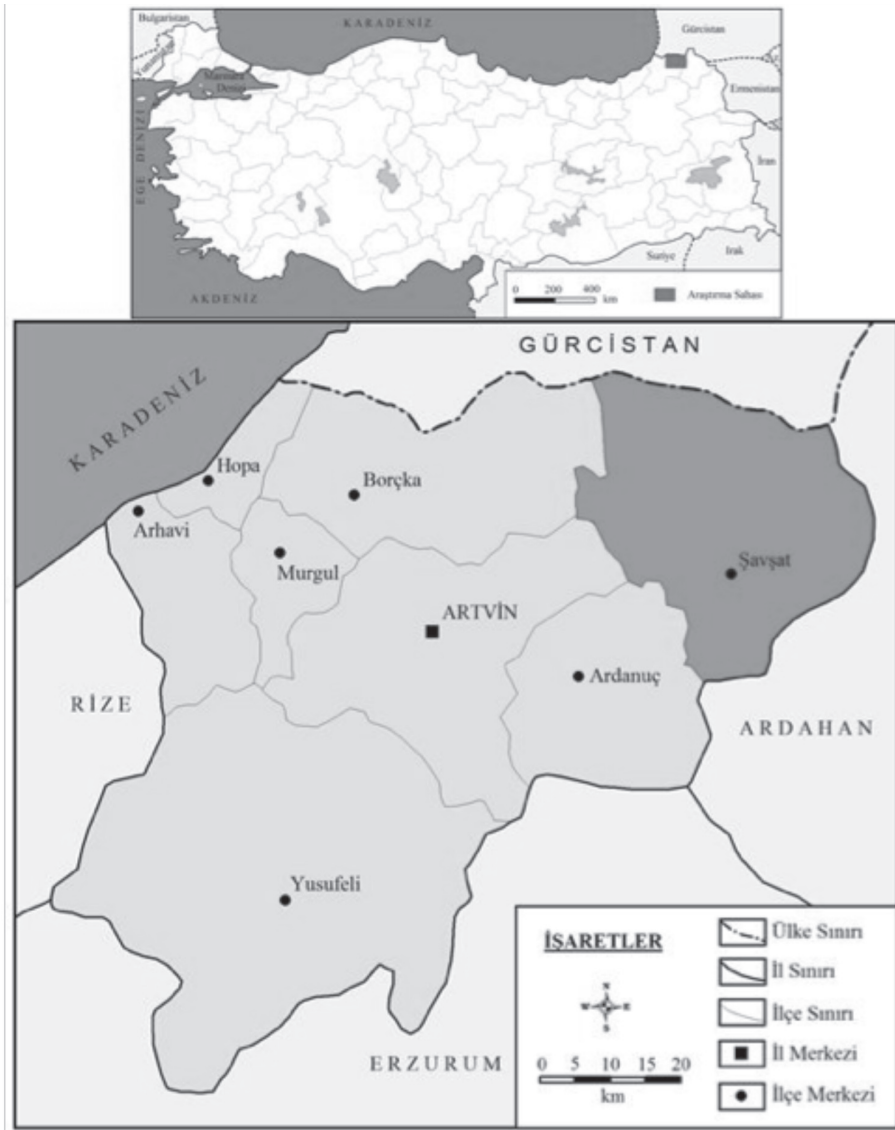 Bulgaristan
KARADENİZ
Gürcistan
Yunanistan
Marmara
Denizi
Ermenistan
EGE DENİZİ
İran
Suriye
Irak
AKDENİZ
0 200 400
km
Araştırma Sahası
GÜRCİSTAN
KARADENİZ
Hopa
Borçka
Arhavi
Murgul
Şavşat
ARTVİN
Ardanuç
RİZE
ARDAHAN
Yusufeli
ERZURUM
İŞARETLER
N
W E
S
0 5 10 15 20
km
Ülke Sınırı
İl Sınırı
İlçe Sınırı
İl Merkezi
İlçe Merkezi